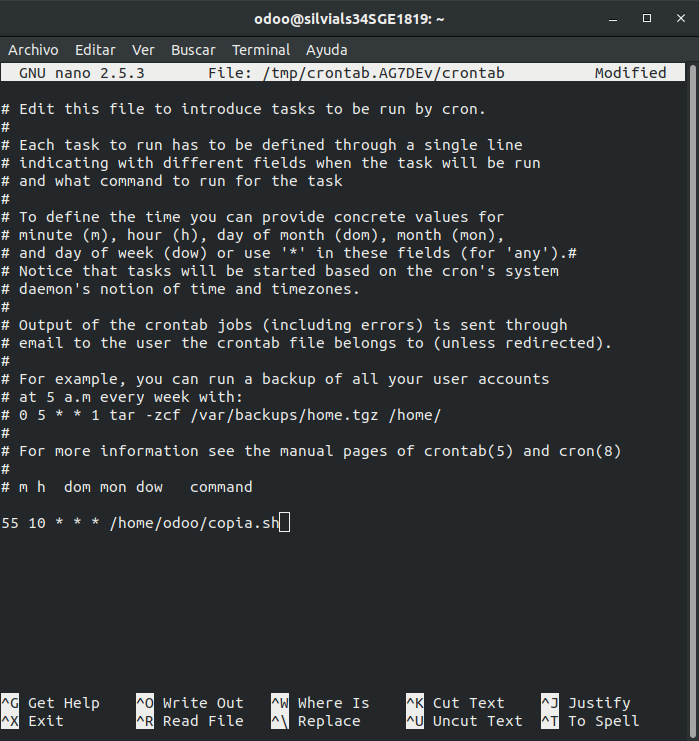 odoo@silvials34SGE1819: ~
Archivo Editar Ver Buscar Terminal Ayuda
GNU nano 2.5.3 File: /tmp/crontab.AG7DEv/crontab Modified
# Edit this file to introduce tasks to be run by cron.
#
# Each task to run has to be defined through a single line
# indicating with different fields when the task will be run
# and what command to run for the task
#
# To define the time you can provide concrete values for
# minute (m), hour (h), day of month (dom), month (mon),
# and day of week (dow) or use '*' in these fields (for 'any').#
# Notice that tasks will be started based on the cron's system
# daemon's notion of time and timezones.
#
# Output of the crontab jobs (including errors) is sent through
# email to the user the crontab file belongs to (unless redirected).
#
# For example, you can run a backup of all your user accounts
# at 5 a.m every week with:
# 0 5 * * 1 tar -zcf /var/backups/home.tgz /home/
#
# For more information see the manual pages of crontab(5) and cron(8)
#
# m h  dom mon dow   command
55 10 * * * /home/odoo/copia.sh
^G Get Help ^O Write Out ^W Where Is ^K Cut Text ^J Justify
^X Exit ^R Read File ^\ Replace ^U Uncut Text ^T To Spell